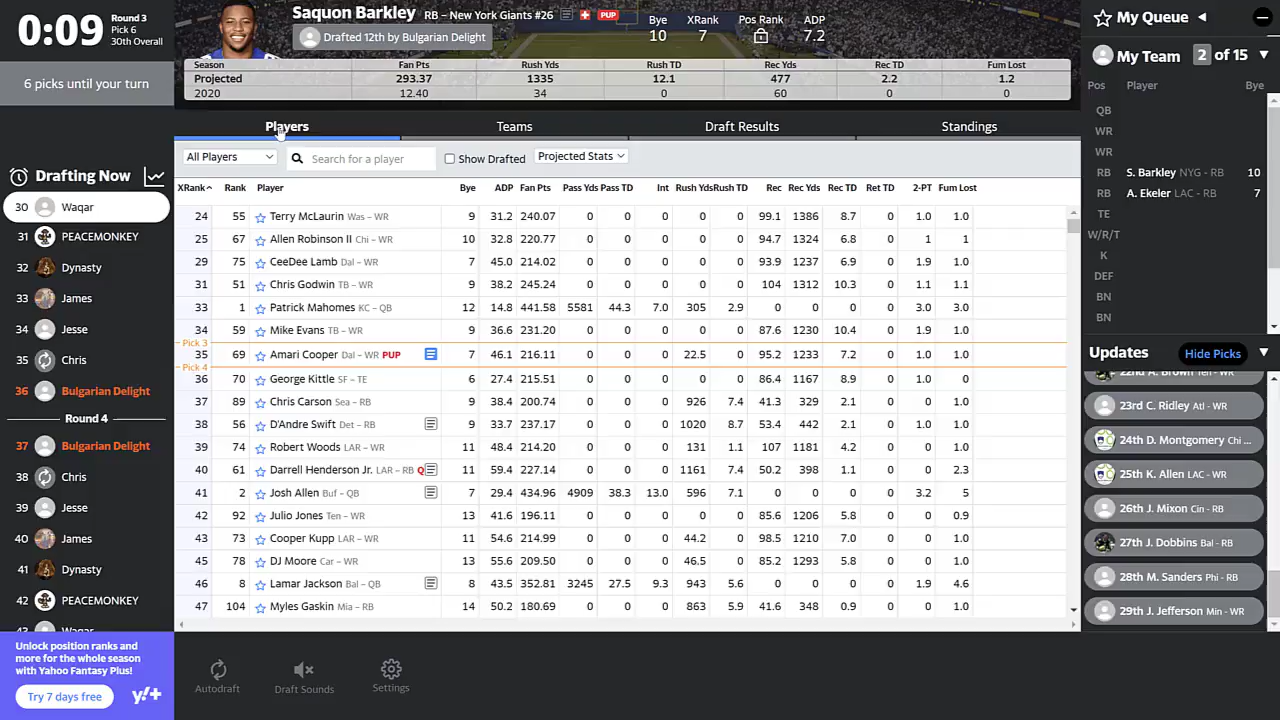 0:09
Round 3
Pick 6
30th Overall
6 picks until your turn
Drafting Now
30 Waqar
31 PEACEMONKEY
32 Dynasty
33 James
34 Jesse
35 Chris
36 Bulgarian Delight
Round 4
37 Bulgarian Delight
38 Chris
39 Jesse
40 James
41 Dynasty
42 PEACEMONKEY
43 Waqar
Unlock position ranks and
more for the whole season
with Yahoo Fantasy Plus!
Try 7 days free
y!+
Saquon Barkley RB – New York Giants #26 PUP
Drafted 12th by Bulgarian Delight
Bye XRank Pos Rank ADP
10 7 7.2
Season Fan Pts Rush Yds Rush TD Rec Yds Rec TD Fum Lost
Projected 293.37 1335 12.1 477 2.2 1.2
2020 12.40 34 0 60 0 0
Players Teams Draft Results Standings
All Players Search for a player Show Drafted Projected Stats
XRank Rank Player Bye ADP Fan Pts Pass Yds Pass TD Int Rush Yds Rush TD Rec Rec Yds Rec TD Ret TD 2-PT Fum Lost
24 55 Terry McLaurin Was – WR 9 31.2 240.07 0 0 0 0 0 99.1 1386 8.7 0 1.0 1.0
25 67 Allen Robinson II Chi – WR 10 32.8 220.77 0 0 0 0 0 94.7 1324 6.8 0 1 1
29 75 CeeDee Lamb Dal – WR 7 45.0 214.02 0 0 0 0 0 93.9 1237 6.9 0 1.9 1.0
31 51 Chris Godwin TB – WR 9 38.2 245.24 0 0 0 0 0 104 1312 10.3 0 1.1 1.1
33 1 Patrick Mahomes KC – QB 12 14.8 441.58 5581 44.3 7.0 305 2.9 0 0 0 0 3.0 3.0
34 59 Mike Evans TB – WR 9 36.6 231.20 0 0 0 0 0 87.6 1230 10.4 0 1.9 1.0
Pick 3
35 69 Amari Cooper Dal – WR PUP 7 46.1 216.11 0 0 0 22.5 0 95.2 1233 7.2 0 1.0 1.0
Pick 4
36 70 George Kittle SF – TE 6 27.4 215.51 0 0 0 0 0 86.4 1167 8.9 0 1.0 0
37 89 Chris Carson Sea – RB 9 38.4 200.74 0 0 0 926 7.4 41.3 329 2.1 0 0 1.0
38 56 D'Andre Swift Det – RB 9 33.7 237.17 0 0 0 1020 8.7 53.4 442 2.1 0 1.0 1.0
39 74 Robert Woods LAR – WR 11 48.4 214.20 0 0 0 131 1.1 107 1181 4.2 0 0 1.0
40 61 Darrell Henderson Jr. LAR – RB Q 11 59.4 227.14 0 0 0 1161 7.4 50.2 398 1.1 0 0 2.3
41 2 Josh Allen Buf – QB 7 29.4 434.96 4909 38.3 13.0 596 7.1 0 0 0 0 3.2 5
42 92 Julio Jones Ten – WR 13 41.6 196.11 0 0 0 0 0 85.6 1206 5.8 0 0 0.9
43 73 Cooper Kupp LAR – WR 11 54.6 214.99 0 0 0 44.2 0 98.5 1210 7.0 0 0 1.0
45 78 DJ Moore Car – WR 13 55.6 209.50 0 0 0 46.5 0 85.2 1293 5.8 0 0 1.0
46 8 Lamar Jackson Bal – QB 8 43.5 352.81 3245 27.5 9.3 943 5.6 0 0 0 0 1.9 4.6
47 104 Myles Gaskin Mia – RB 14 50.2 180.69 0 0 0 863 5.9 41.6 348 0.9 0 0 1.0
Autodraft
Draft Sounds
Settings
My Queue
My Team 2 of 15
Pos Player Bye
QB
WR
WR
RB S. Barkley NYG - RB 10
RB A. Ekeler LAC - RB 7
TE
W/R/T
K
DEF
BN
BN
Updates Hide Picks
22nd A. Brown Ten - WR
23rd C. Ridley Atl - WR
24th D. Montgomery Chi ...
25th K. Allen LAC - WR
26th J. Mixon Cin - RB
27th J. Dobbins Bal - RB
28th M. Sanders Phi - RB
29th J. Jefferson Min - WR